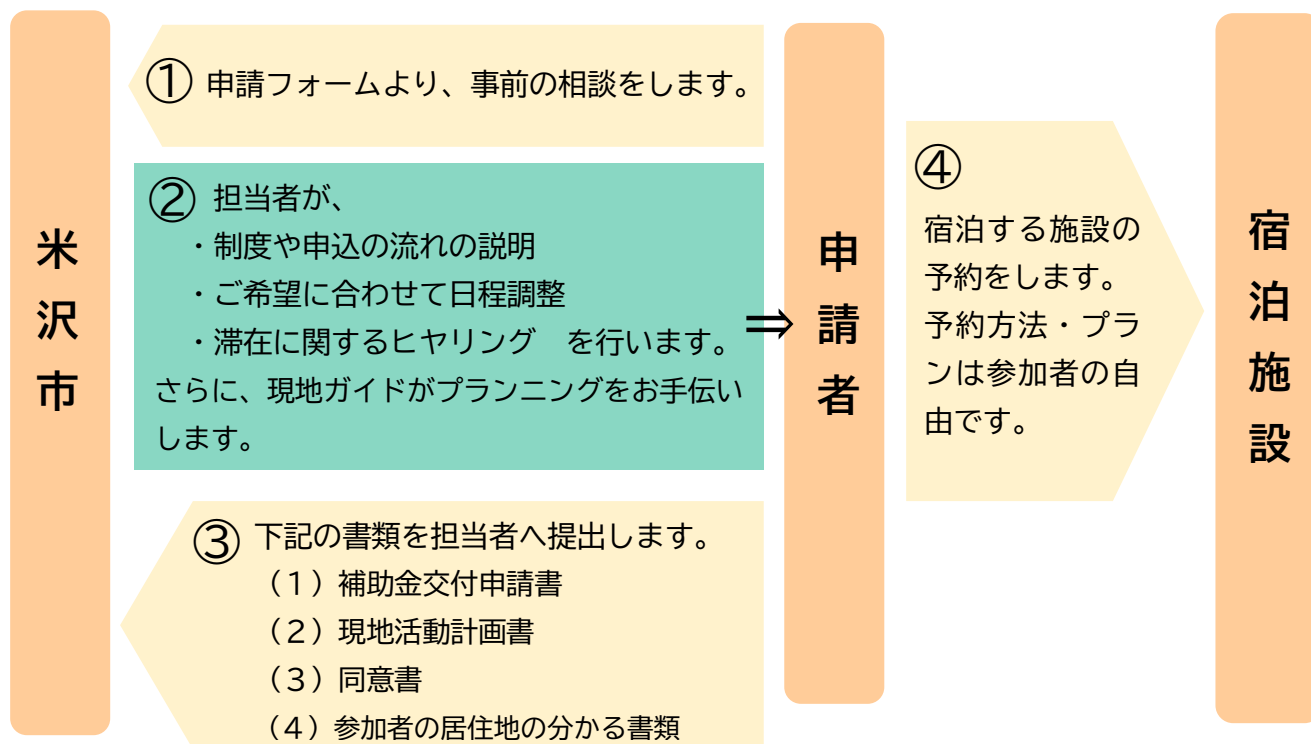 米沢市
① 申請フォームより、事前の相談をします。
② 担当者が、
・制度や申込の流れの説明
・ご希望に合わせて日程調整
・滞在に関するヒヤリング　を行います。
さらに、現地ガイドがプランニングをお手伝い
します。
⇒
③ 下記の書類を担当者へ提出します。
（１）補助金交付申請書
（２）現地活動計画書
（３）同意書
（４）参加者の居住地の分かる書類
申請者
④
宿泊する施設の
予約をします。
予約方法・プラ
ンは参加者の自
由です。
宿泊施設